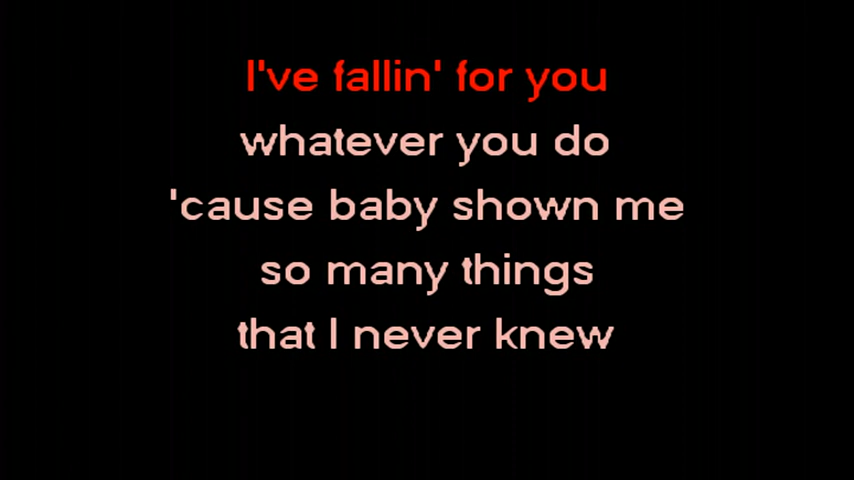 I've fallin' for you
whatever you do
'cause baby shown me
so many things
that I never knew